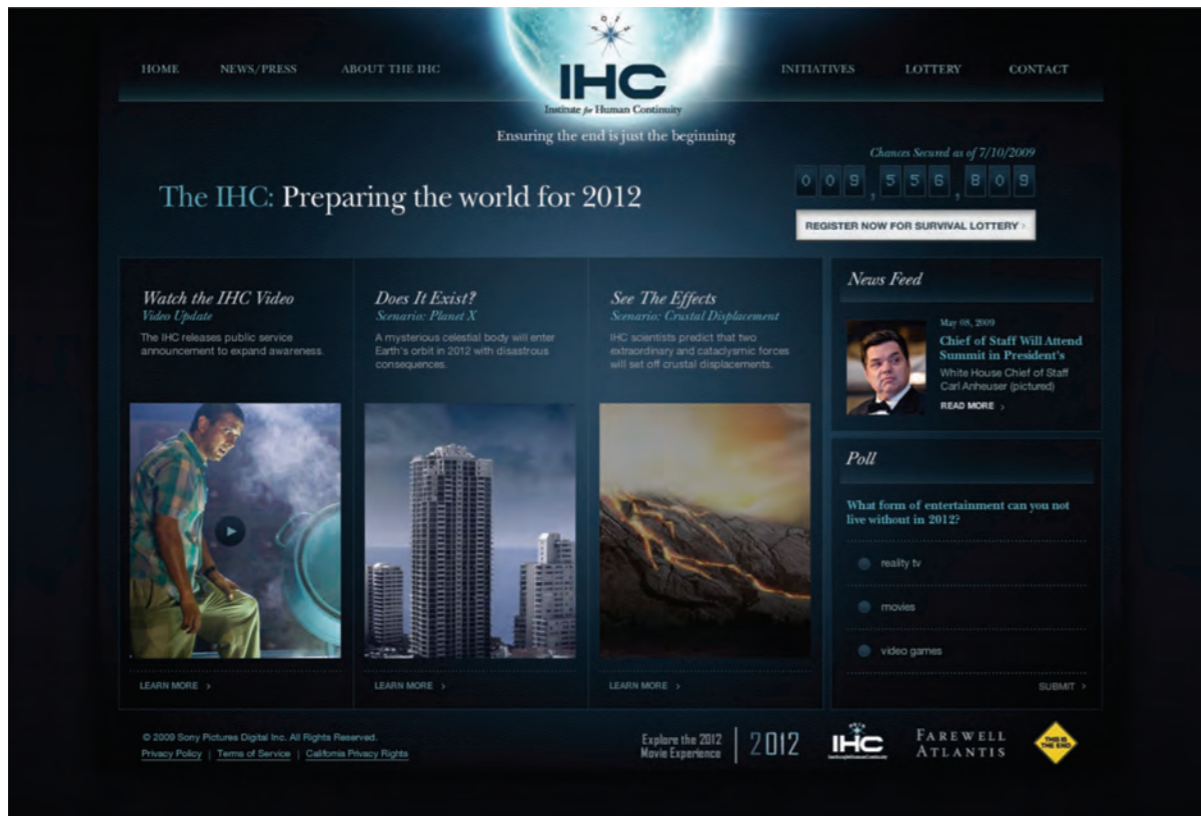 HOME
NEWS/PRESS
ABOUT THE IHC
IHC
Institute for Human Continuity
INITIATIVES
LOTTERY
CONTACT
Ensuring the end is just the beginning
The IHC: Preparing the world for 2012
Chances Secured as of 7/10/2009
009,556,809
REGISTER NOW FOR SURVIVAL LOTTERY ›
Watch the IHC Video
Video Update
The IHC releases public service
announcement to expand awareness.
LEARN MORE ›
Does It Exist?
Scenario: Planet X
A mysterious celestial body will enter
Earth's orbit in 2012 with disastrous
consequences.
LEARN MORE ›
See The Effects
Scenario: Crustal Displacement
IHC scientists predict that two
extraordinary and cataclysmic forces
will set off crustal displacements.
LEARN MORE ›
News Feed
May 08, 2009
Chief of Staff Will Attend
Summit in President's
White House Chief of Staff
Carl Anheuser (pictured)
READ MORE ›
Poll
What form of entertainment can you not
live without in 2012?
reality tv
movies
video games
SUBMIT ›
© 2009 Sony Pictures Digital Inc. All Rights Reserved.
Privacy Policy | Terms of Service | California Privacy Rights
Explore the 2012
Movie Experience
2012
IHC
Institute for Human Continuity
FAREWELL
ATLANTIS
THIS IS
THE END